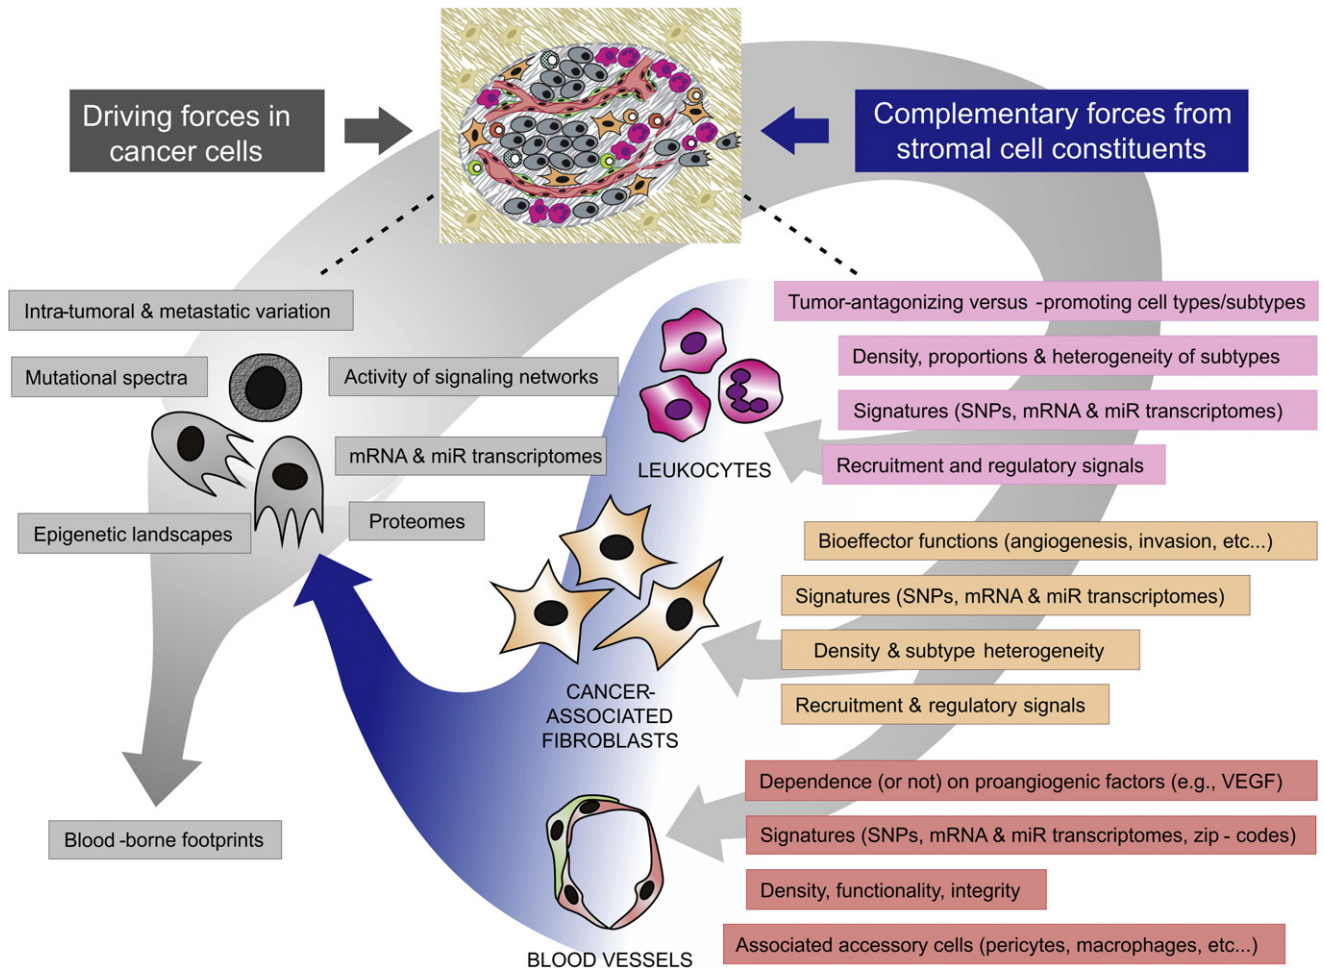 Driving forces in
cancer cells
Complementary forces from
stromal cell constituents
Intra-tumoral & metastatic variation
Mutational spectra
Activity of signaling networks
mRNA & miR transcriptomes
Epigenetic landscapes
Proteomes
Blood -borne footprints
Tumor-antagonizing versus -promoting cell types/subtypes
Density, proportions & heterogeneity of subtypes
Signatures (SNPs, mRNA & miR transcriptomes)
Recruitment and regulatory signals
LEUKOCYTES
Bioeffector functions (angiogenesis, invasion, etc...)
Signatures (SNPs, mRNA & miR transcriptomes)
Density & subtype heterogeneity
Recruitment & regulatory signals
CANCER-
ASSOCIATED
FIBROBLASTS
Dependence (or not) on proangiogenic factors (e.g., VEGF)
Signatures (SNPs, mRNA & miR transcriptomes, zip - codes)
Density, functionality, integrity
Associated accessory cells (pericytes, macrophages, etc...)
BLOOD VESSELS